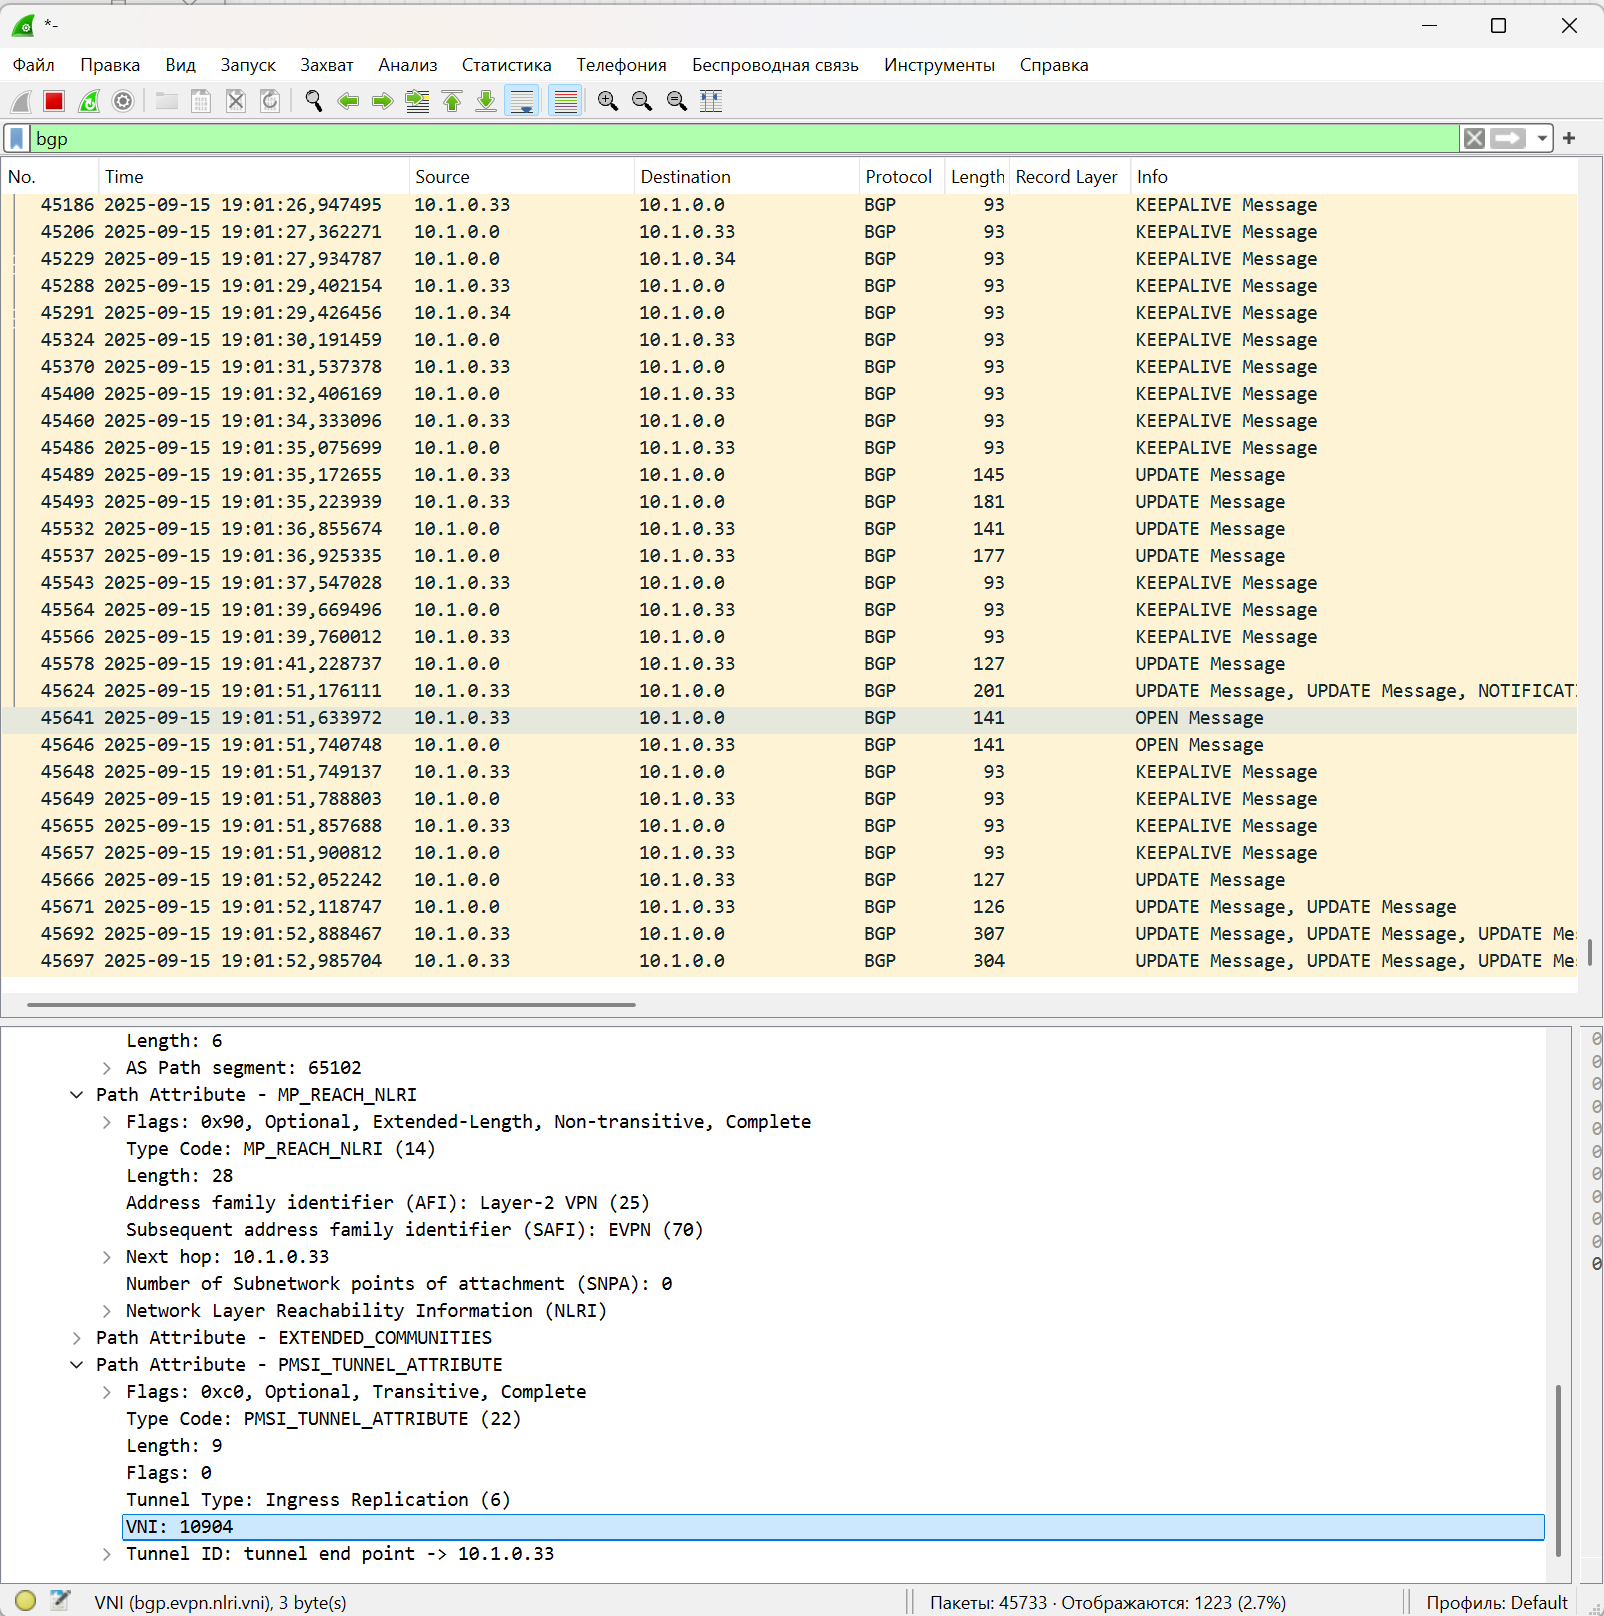 *-
Файл Правка Вид Запуск Захват Анализ Статистика Телефония Беспроводная связь Инструменты Справка
bgp
No. Time Source Destination Protocol Length Record Layer Info
45186 2025-09-15 19:01:26,947495 10.1.0.33 10.1.0.0 BGP 93 KEEPALIVE Message
45206 2025-09-15 19:01:27,362271 10.1.0.0 10.1.0.33 BGP 93 KEEPALIVE Message
45229 2025-09-15 19:01:27,934787 10.1.0.0 10.1.0.34 BGP 93 KEEPALIVE Message
45288 2025-09-15 19:01:29,402154 10.1.0.33 10.1.0.0 BGP 93 KEEPALIVE Message
45291 2025-09-15 19:01:29,426456 10.1.0.34 10.1.0.0 BGP 93 KEEPALIVE Message
45324 2025-09-15 19:01:30,191459 10.1.0.0 10.1.0.33 BGP 93 KEEPALIVE Message
45370 2025-09-15 19:01:31,537378 10.1.0.33 10.1.0.0 BGP 93 KEEPALIVE Message
45400 2025-09-15 19:01:32,406169 10.1.0.0 10.1.0.33 BGP 93 KEEPALIVE Message
45460 2025-09-15 19:01:34,333096 10.1.0.33 10.1.0.0 BGP 93 KEEPALIVE Message
45486 2025-09-15 19:01:35,075699 10.1.0.0 10.1.0.33 BGP 93 KEEPALIVE Message
45489 2025-09-15 19:01:35,172655 10.1.0.33 10.1.0.0 BGP 145 UPDATE Message
45493 2025-09-15 19:01:35,223939 10.1.0.33 10.1.0.0 BGP 181 UPDATE Message
45532 2025-09-15 19:01:36,855674 10.1.0.0 10.1.0.33 BGP 141 UPDATE Message
45537 2025-09-15 19:01:36,925335 10.1.0.0 10.1.0.33 BGP 177 UPDATE Message
45543 2025-09-15 19:01:37,547028 10.1.0.33 10.1.0.0 BGP 93 KEEPALIVE Message
45564 2025-09-15 19:01:39,669496 10.1.0.0 10.1.0.33 BGP 93 KEEPALIVE Message
45566 2025-09-15 19:01:39,760012 10.1.0.33 10.1.0.0 BGP 93 KEEPALIVE Message
45578 2025-09-15 19:01:41,228737 10.1.0.0 10.1.0.33 BGP 127 UPDATE Message
45624 2025-09-15 19:01:51,176111 10.1.0.33 10.1.0.0 BGP 201 UPDATE Message, UPDATE Message, NOTIFICATI
45641 2025-09-15 19:01:51,633972 10.1.0.33 10.1.0.0 BGP 141 OPEN Message
45646 2025-09-15 19:01:51,740748 10.1.0.0 10.1.0.33 BGP 141 OPEN Message
45648 2025-09-15 19:01:51,749137 10.1.0.33 10.1.0.0 BGP 93 KEEPALIVE Message
45649 2025-09-15 19:01:51,788803 10.1.0.0 10.1.0.33 BGP 93 KEEPALIVE Message
45655 2025-09-15 19:01:51,857688 10.1.0.33 10.1.0.0 BGP 93 KEEPALIVE Message
45657 2025-09-15 19:01:51,900812 10.1.0.0 10.1.0.33 BGP 93 KEEPALIVE Message
45666 2025-09-15 19:01:52,052242 10.1.0.0 10.1.0.33 BGP 127 UPDATE Message
45671 2025-09-15 19:01:52,118747 10.1.0.0 10.1.0.33 BGP 126 UPDATE Message, UPDATE Message
45692 2025-09-15 19:01:52,888467 10.1.0.33 10.1.0.0 BGP 307 UPDATE Message, UPDATE Message, UPDATE Me
45697 2025-09-15 19:01:52,985704 10.1.0.33 10.1.0.0 BGP 304 UPDATE Message, UPDATE Message, UPDATE Me
Length: 6
AS Path segment: 65102
Path Attribute - MP_REACH_NLRI
Flags: 0x90, Optional, Extended-Length, Non-transitive, Complete
Type Code: MP_REACH_NLRI (14)
Length: 28
Address family identifier (AFI): Layer-2 VPN (25)
Subsequent address family identifier (SAFI): EVPN (70)
Next hop: 10.1.0.33
Number of Subnetwork points of attachment (SNPA): 0
Network Layer Reachability Information (NLRI)
Path Attribute - EXTENDED_COMMUNITIES
Path Attribute - PMSI_TUNNEL_ATTRIBUTE
Flags: 0xc0, Optional, Transitive, Complete
Type Code: PMSI_TUNNEL_ATTRIBUTE (22)
Length: 9
Flags: 0
Tunnel Type: Ingress Replication (6)
VNI: 10904
Tunnel ID: tunnel end point -> 10.1.0.33
VNI (bgp.evpn.nlri.vni), 3 byte(s) Пакеты: 45733 · Отображаются: 1223 (2.7%) Профиль: Default